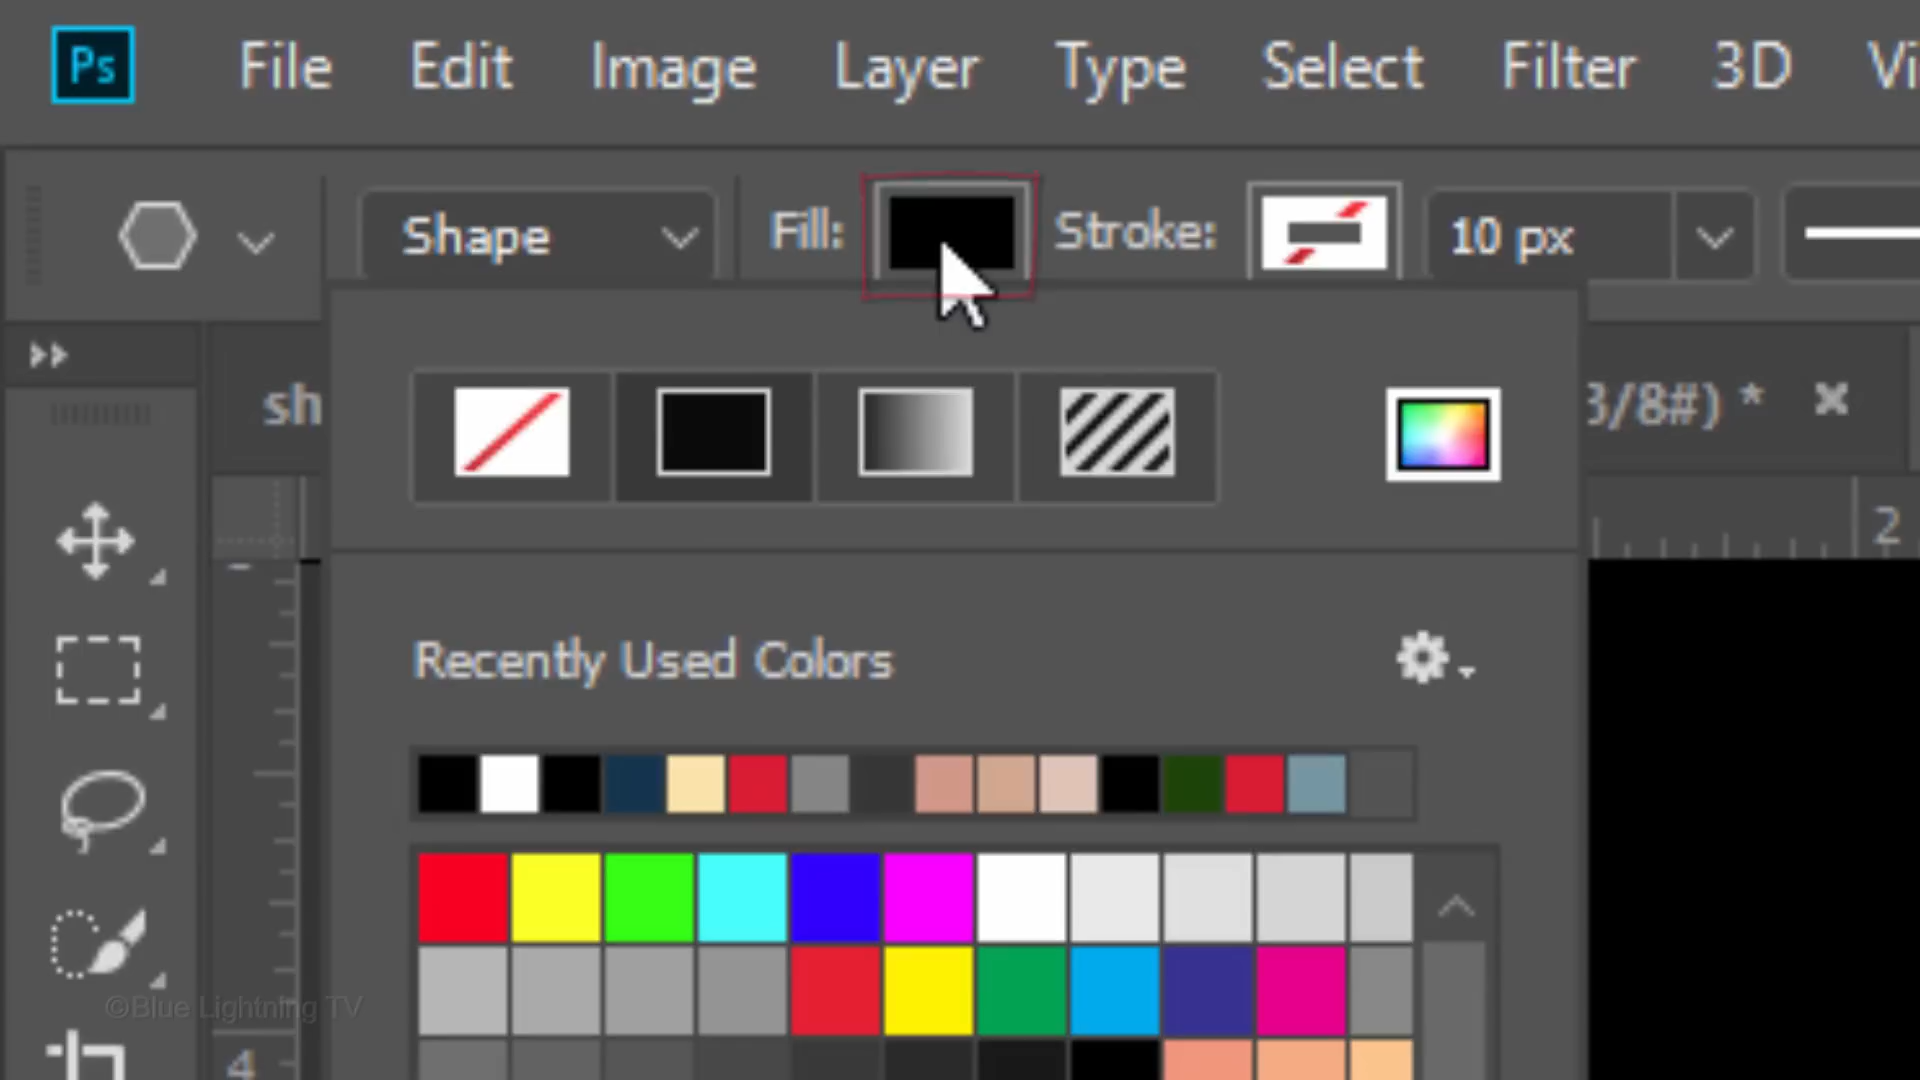 Ps File Edit Image Layer Type Select Filter 3D Vi
Shape Fill: Stroke: 10 px
sh 3/8#) *
2
Recently Used Colors
©Blue Lightning TV
4